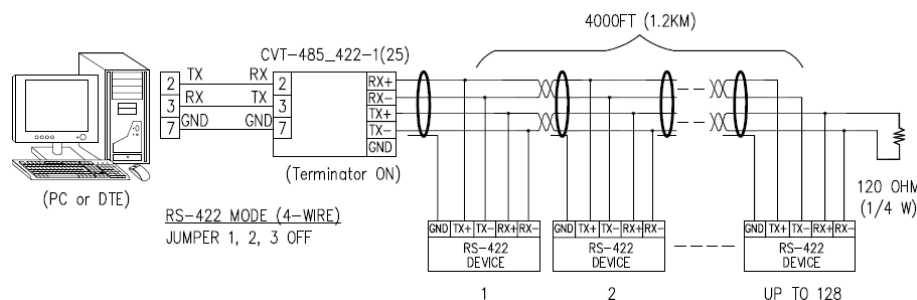 4000FT (1.2KM)
CVT-485_422-1(25)
2 TX RX 2
3 RX TX 3
7 GND GND 7
RX+
RX-
TX+
TX-
GND
(PC or DTE)
(Terminator ON)
120 OHM
(1/4 W)
RS-422 MODE (4-WIRE)
JUMPER 1, 2, 3 OFF
GND TX+ TX- RX+ RX-
RS-422
DEVICE
1
GND TX+ TX- RX+ RX-
RS-422
DEVICE
2
GND TX+ TX- RX+ RX-
RS-422
DEVICE
UP TO 128